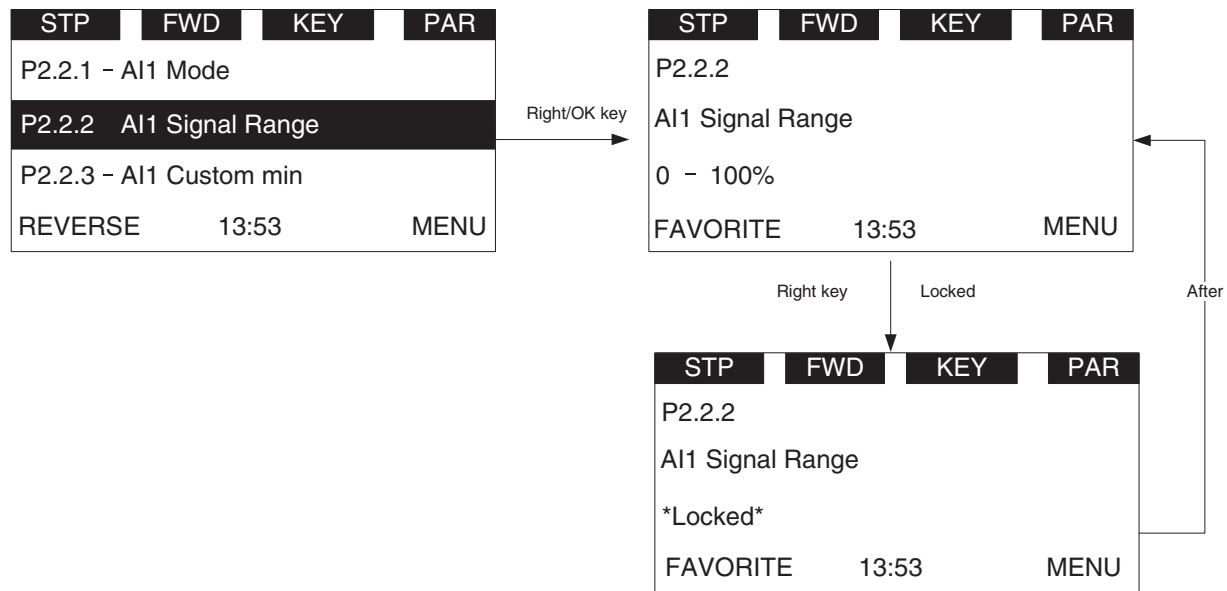 STP FWD KEY PAR
P2.2.1 – AI1 Mode
P2.2.2 AI1 Signal Range
P2.2.3 – AI1 Custom min
REVERSE 13:53 MENU
Right/OK key
STP FWD KEY PAR
P2.2.2
AI1 Signal Range
0 – 100%
FAVORITE 13:53 MENU
Right key Locked
After
STP FWD KEY PAR
P2.2.2
AI1 Signal Range
*Locked*
FAVORITE 13:53 MENU